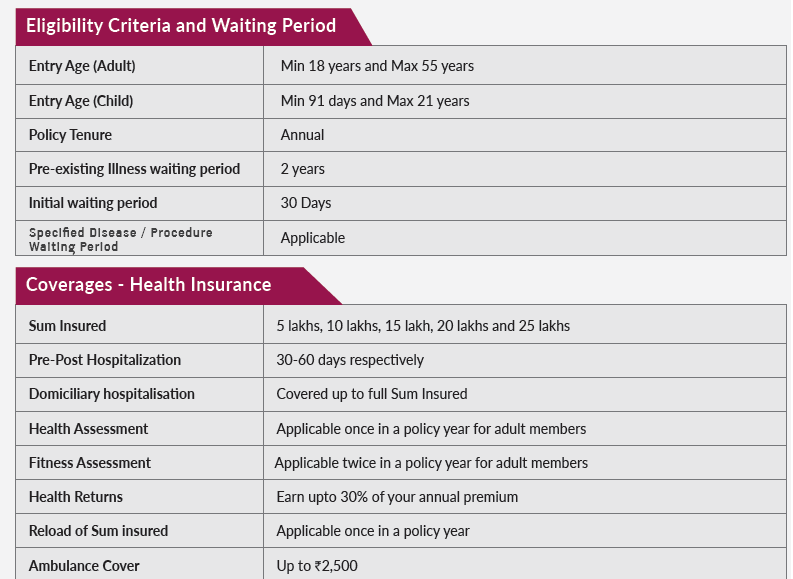 Eligibility Criteria and Waiting Period
Entry Age (Adult) Min 18 years and Max 55 years
Entry Age (Child) Min 91 days and Max 21 years
Policy Tenure Annual
Pre-existing Illness waiting period 2 years
Initial waiting period 30 Days
Specified Disease / Procedure
Waiting Period Applicable
Coverages - Health Insurance
Sum Insured 5 lakhs, 10 lakhs, 15 lakh, 20 lakhs and 25 lakhs
Pre-Post Hospitalization 30-60 days respectively
Domiciliary hospitalisation Covered up to full Sum Insured
Health Assessment Applicable once in a policy year for adult members
Fitness Assessment Applicable twice in a policy year for adult members
Health Returns Earn upto 30% of your annual premium
Reload of Sum insured Applicable once in a policy year
Ambulance Cover Up to ₹2,500